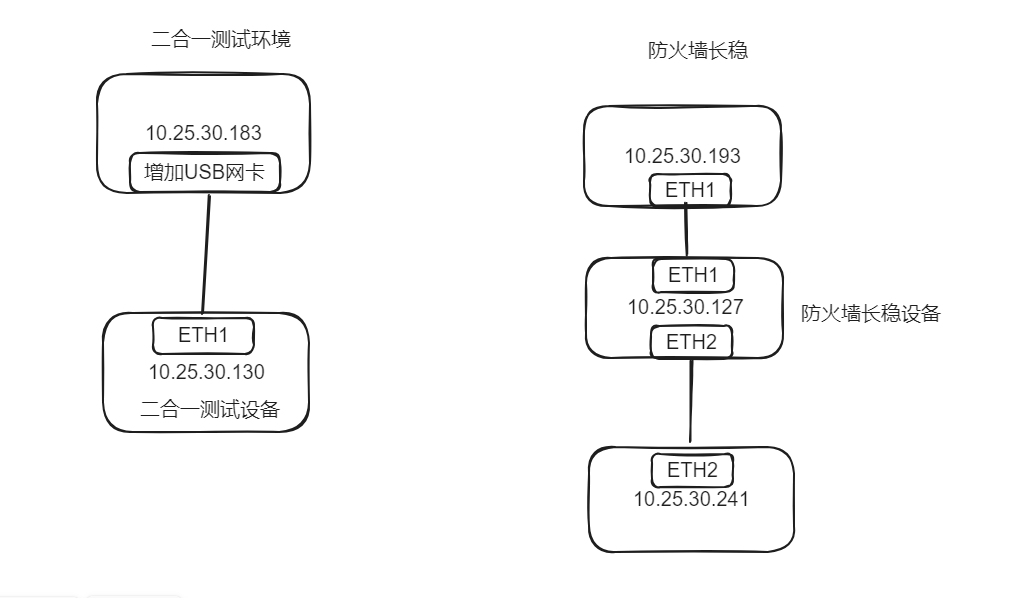 二合一测试环境
10.25.30.183
增加USB网卡
ETH1
10.25.30.130
二合一测试设备
防火墙长稳
10.25.30.193
ETH1
ETH1
10.25.30.127
ETH2
防火墙长稳设备
ETH2
10.25.30.241